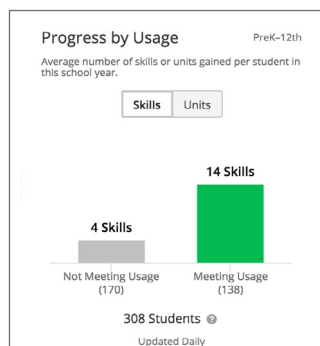 Progress by Usage
PreK–12th
Average number of skills or units gained per student in
this school year.
Skills
Units
14 Skills
4 Skills
Not Meeting Usage
(170)
Meeting Usage
(138)
308 Students ?
Updated Daily